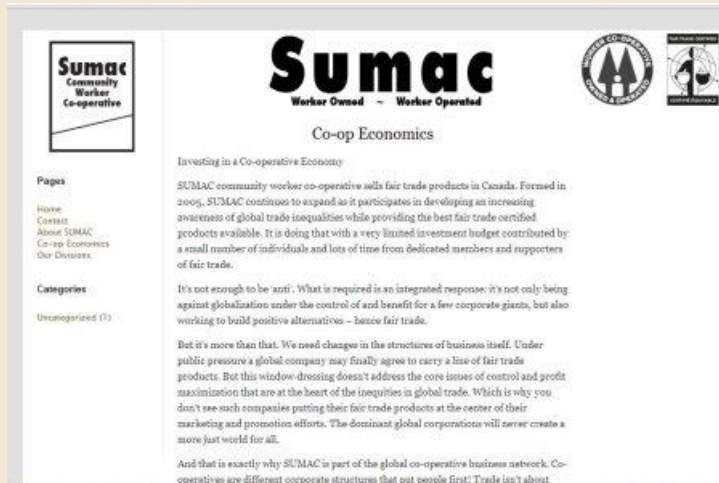 Sumac
Community
Worker
Co-operative
Pages
Home
Contact
About SUMAC
Co-op Economics
Our Divisions
Categories
Uncategorized (1)
Sumac
Worker Owned ~ Worker Operated
WORKER CO-OPERATIVE
OWNED & OPERATED
FAIR TRADE CERTIFIED
CERTIFIÉ ÉQUITABLE
Co-op Economics
Investing in a Co-operative Economy
SUMAC community worker co-operative sells fair trade products in Canada. Formed in
2005, SUMAC continues to expand as it participates in developing an increasing
awareness of global trade inequalities while providing the best fair trade certified
products available. It is doing that with a very limited investment budget contributed by
a small number of individuals and lots of time from dedicated members and supporters
of fair trade.
It's not enough to be 'anti'. What is required is an integrated response: it's not only being
against globalization under the control of and benefit for a few corporate giants, but also
working to build positive alternatives – hence fair trade.
But it's more than that. We need changes in the structures of business itself. Under
public pressure a global company may finally agree to carry a line of fair trade
products. But this window-dressing doesn't address the core issues of control and profit
maximization that are at the heart of the inequities in global trade. Which is why you
don't see such companies putting their fair trade products at the center of their
marketing and promotion efforts. The dominant global corporations will never create a
more just world for all.
And that is exactly why SUMAC is part of the global co-operative business network. Co-
operatives are different corporate structures that put people first! Trade isn't about